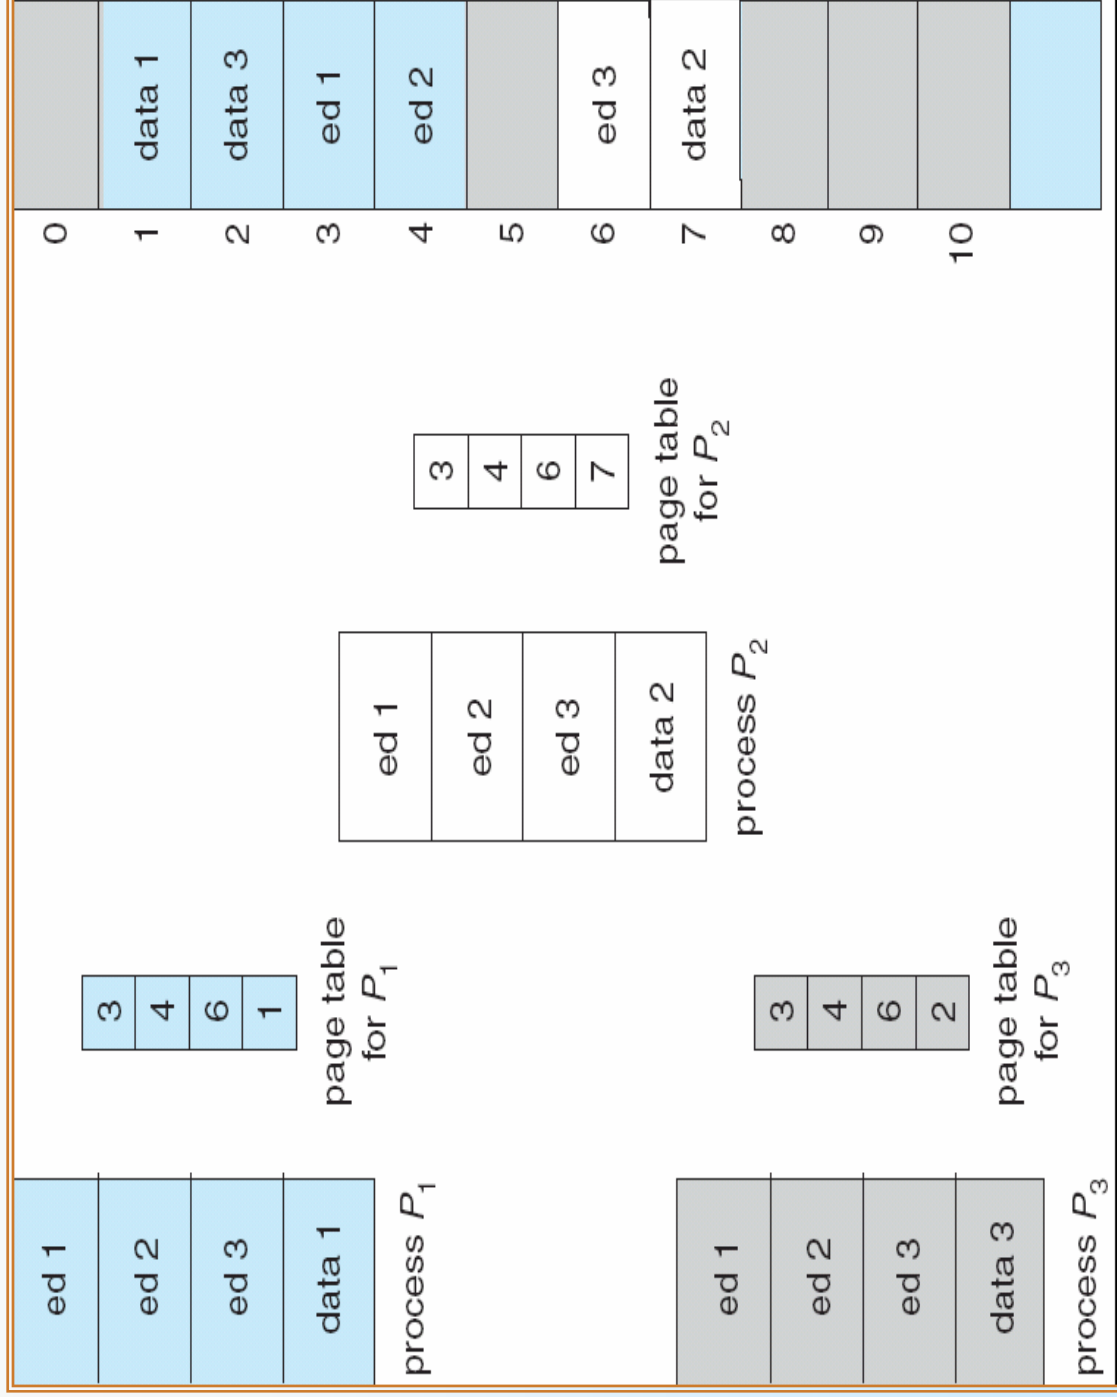 ed 1
ed 2
ed 3
data 1
process P₁
3
4
6
1
page table
for P₁
ed 1
ed 2
ed 3
data 2
process P₂
3
4
6
7
page table
for P₂
ed 1
ed 2
ed 3
data 3
process P₃
3
4
6
2
page table
for P₃
0
1 data 1
2 data 3
3 ed 1
4 ed 2
5
6 ed 3
7 data 2
8
9
10